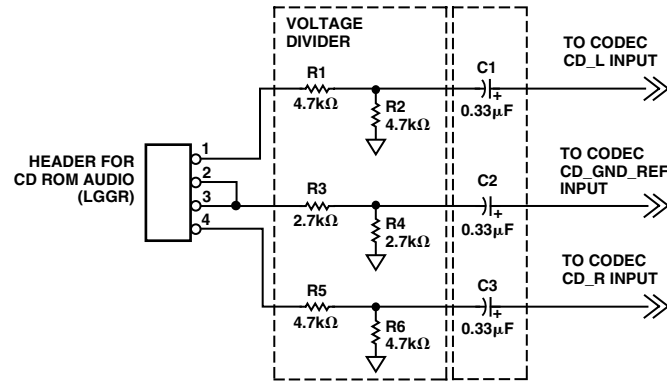 VOLTAGE
DIVIDER
R1
4.7kΩ
R2
4.7kΩ
C1
+
0.33µF
TO CODEC
CD_L INPUT
HEADER FOR
CD ROM AUDIO
(LGGR)
1
2
3
4
R3
2.7kΩ
R4
2.7kΩ
C2
+
0.33µF
TO CODEC
CD_GND_REF
INPUT
R5
4.7kΩ
R6
4.7kΩ
C3
+
0.33µF
TO CODEC
CD_R INPUT